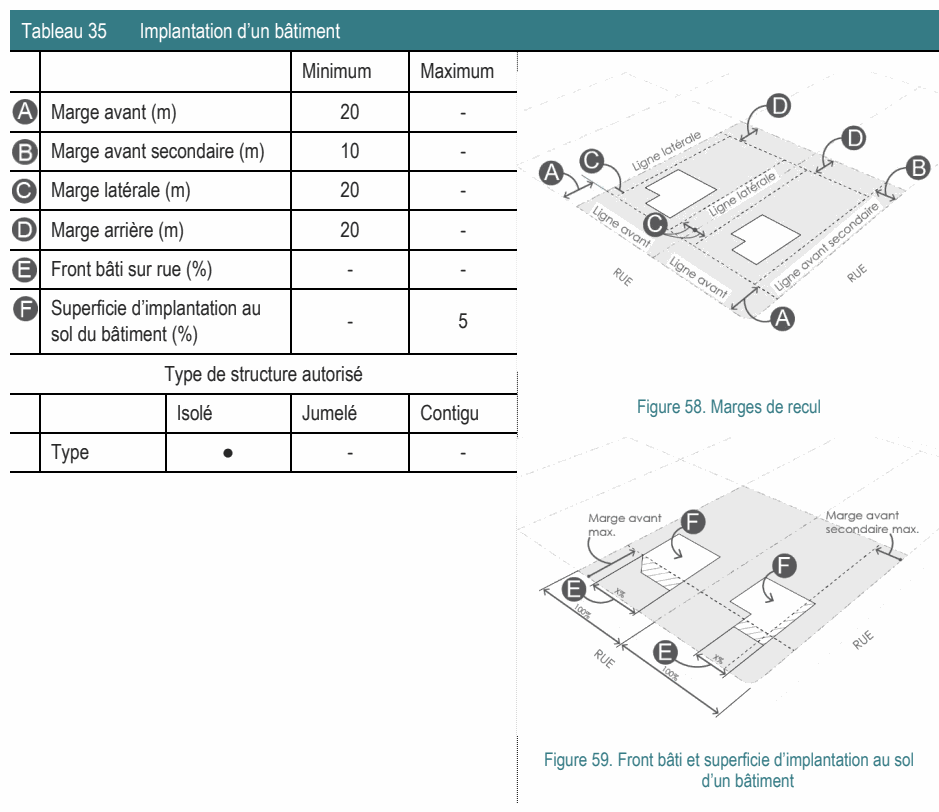 Tableau 35 Implantation d'un bâtiment
Minimum Maximum
A Marge avant (m) 20 -
B Marge avant secondaire (m) 10 -
C Marge latérale (m) 20 -
D Marge arrière (m) 20 -
E Front bâti sur rue (%) - -
F Superficie d'implantation au
sol du bâtiment (%) - 5
Type de structure autorisé
Isolé Jumelé Contigu
Type ● - -
D
D
A
C
B
Ligne latérale
Ligne latérale
C
Ligne avant
Ligne avant
Ligne avant secondaire
RUE
RUE
A
Figure 58. Marges de recul
Marge avant
max.
F
Marge avant
secondaire max.
F
E
X%
100%
E
X%
100%
RUE
RUE
Figure 59. Front bâti et superficie d'implantation au sol
d'un bâtiment